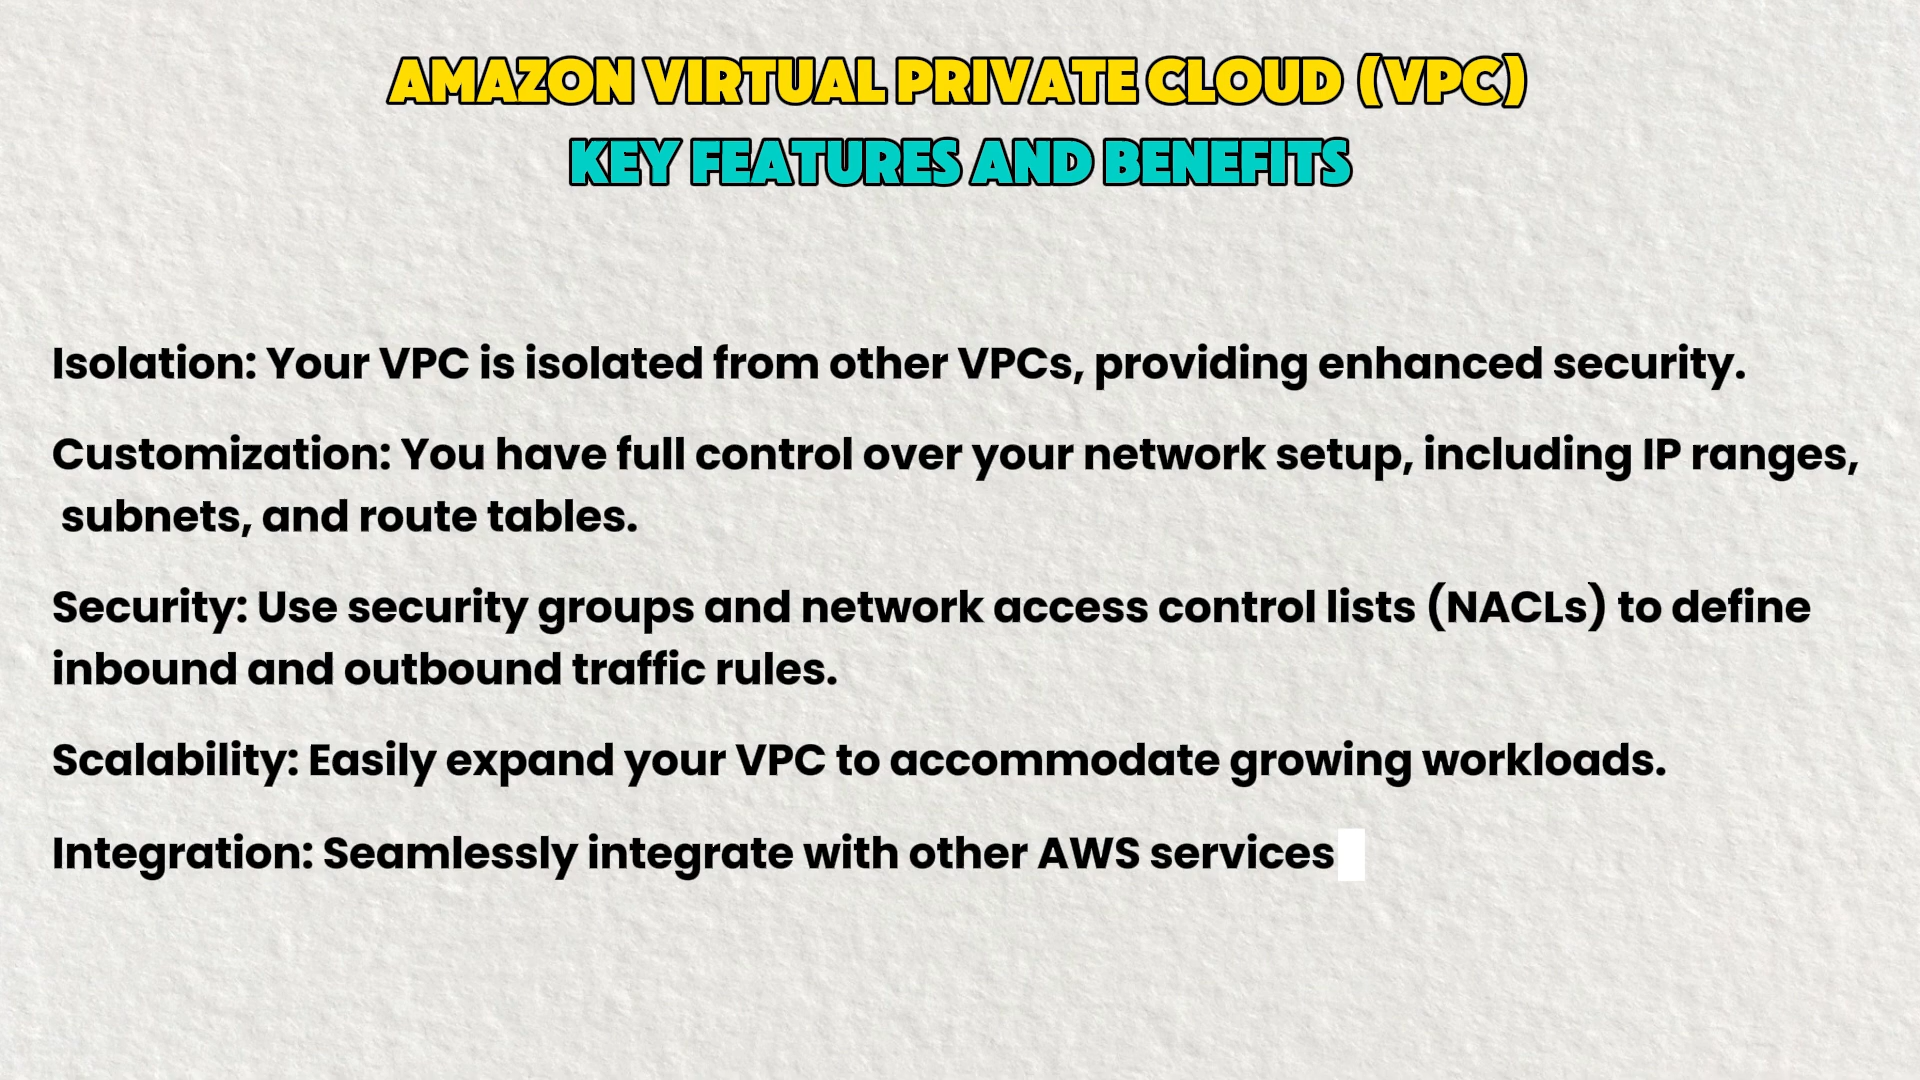 AMAZON VIRTUAL PRIVATE CLOUD (VPC)
KEY FEATURES AND BENEFITS
Isolation: Your VPC is isolated from other VPCs, providing enhanced security.
Customization: You have full control over your network setup, including IP ranges,
subnets, and route tables.
Security: Use security groups and network access control lists (NACLs) to define
inbound and outbound traffic rules.
Scalability: Easily expand your VPC to accommodate growing workloads.
Integration: Seamlessly integrate with other AWS services